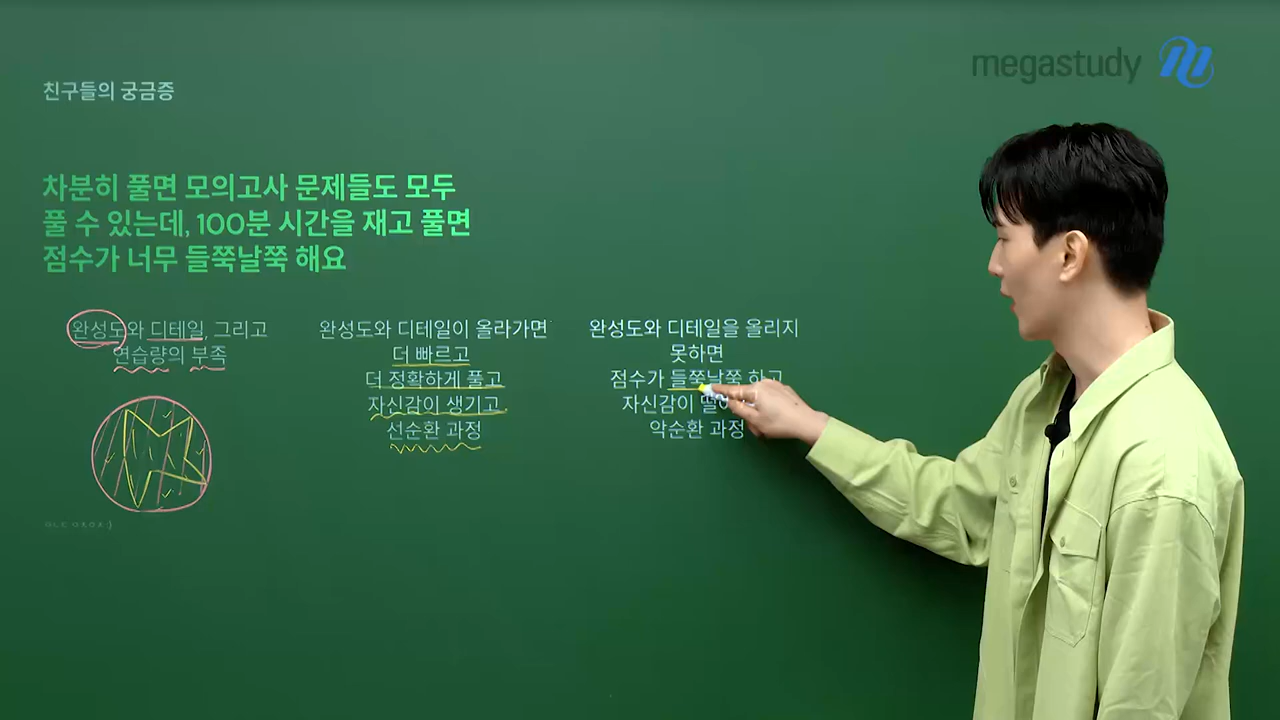 megastudy
친구들의 궁금증
차분히 풀면 모의고사 문제들도 모두
풀 수 있는데, 100분 시간을 재고 풀면
점수가 너무 들쭉날쭉 해요
완성도와 디테일, 그리고
연습량의 부족
완성도와 디테일이 올라가면
더 빠르고
더 정확하게 풀고
자신감이 생기고
선순환 과정
완성도와 디테일을 올리지
못하면
점수가 들쭉날쭉 하고
자신감이
악순환 과정